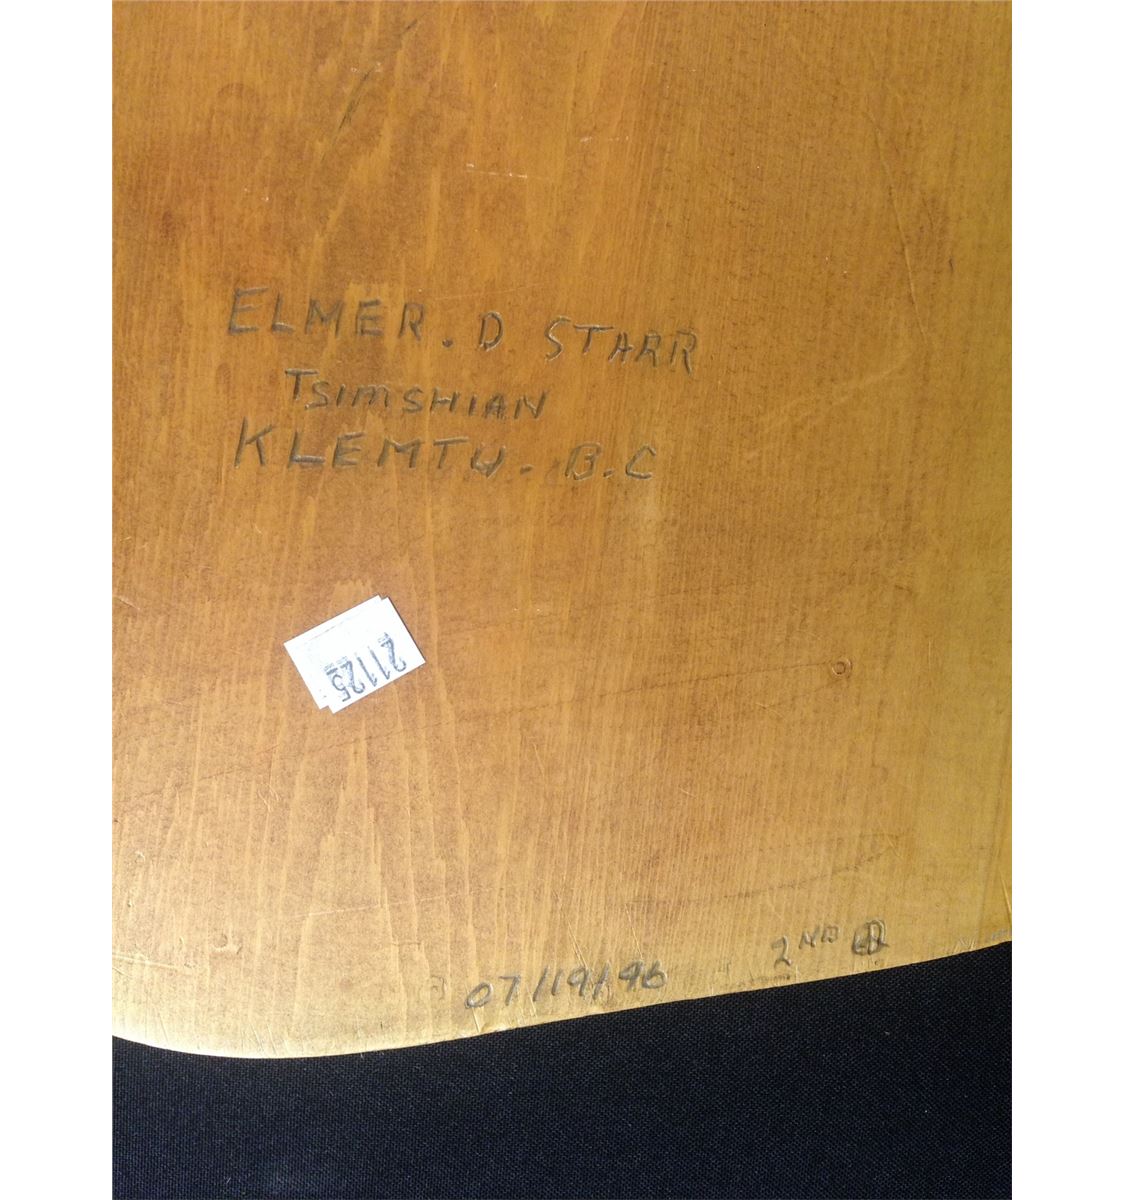 ELMER. D STARR
TSIMSHIAN
KLEMTU. B.C
21125
07/19/96
2ND